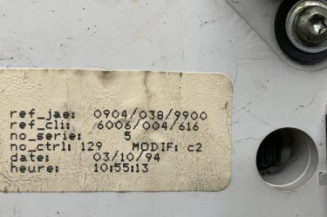 ref_jae: 0904/038/9900
ref_cli: 6006/004/616
no_serie: 5
no_ctrl: 129 MODIF: c2
date: 03/10/94
heure: 10:55:13